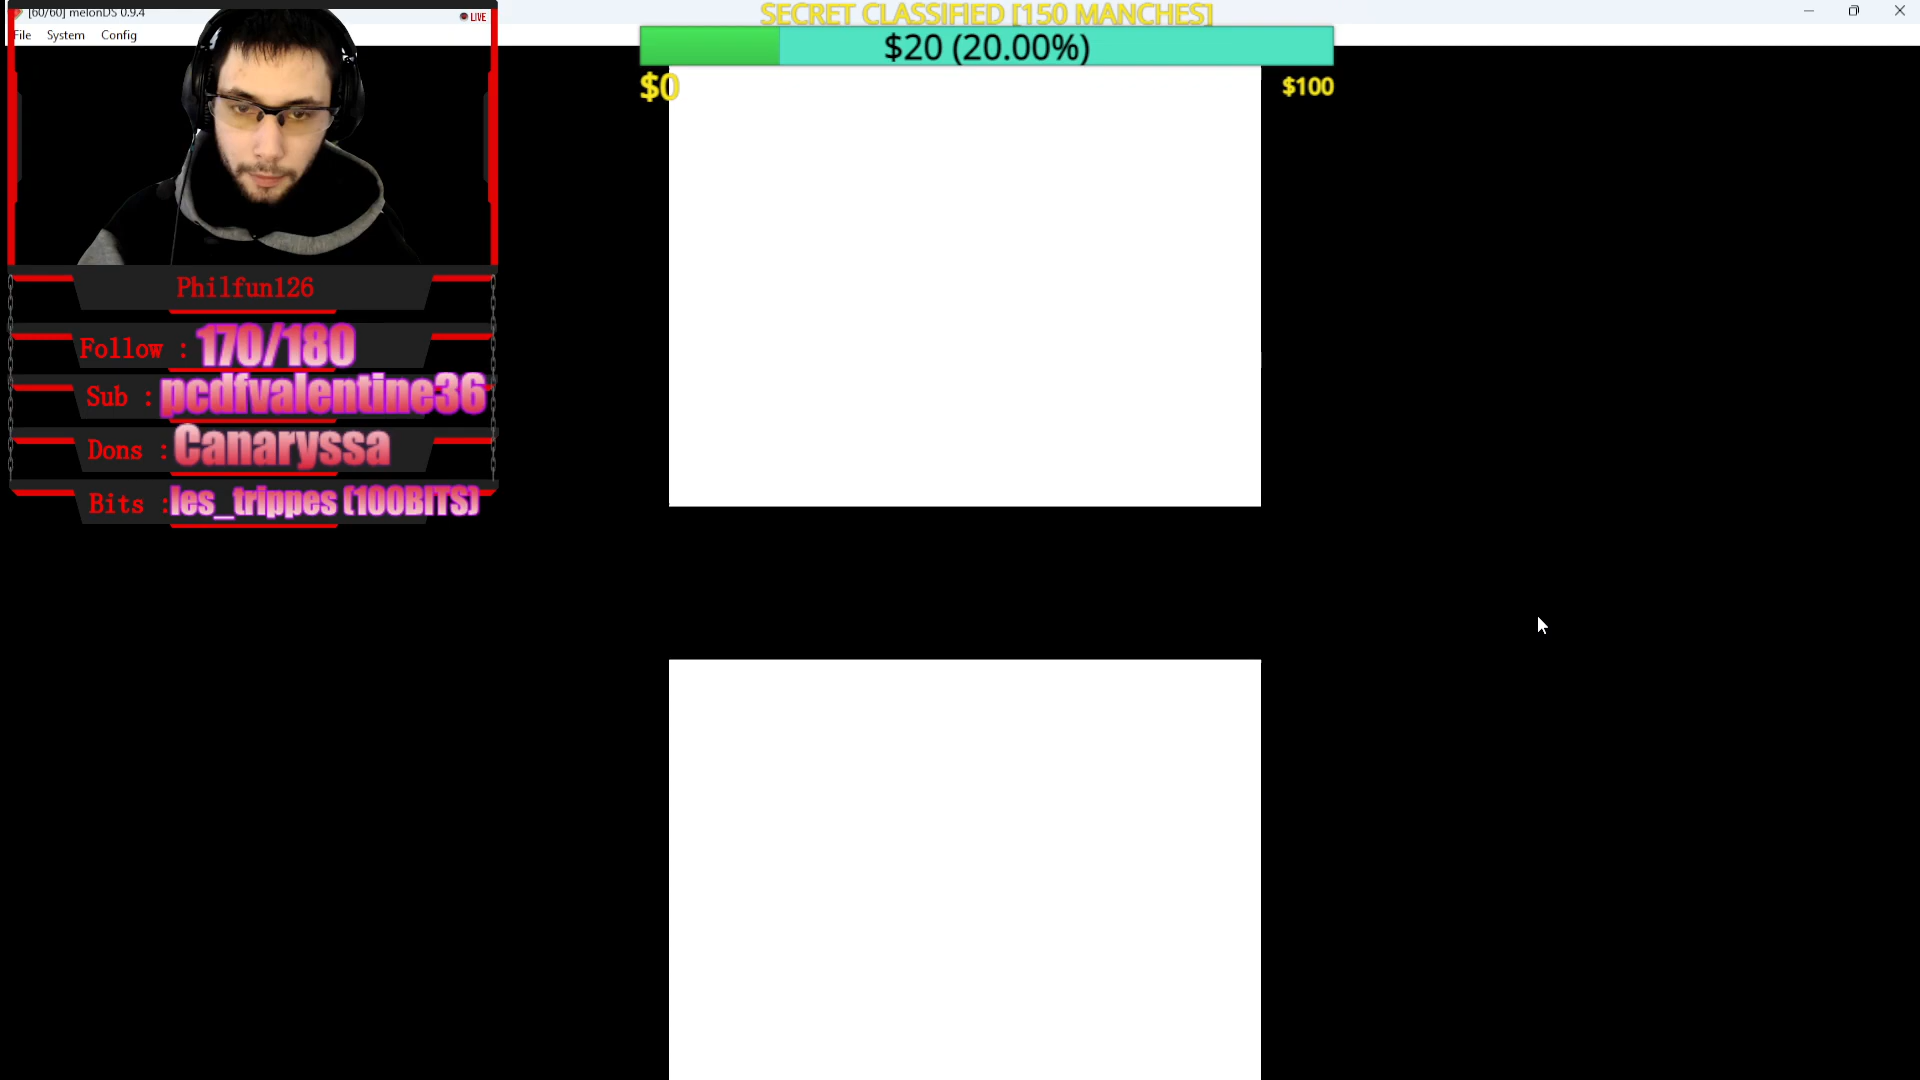 [60/60] melonDS 0.9.4
File System Config
LIVE
SECRET CLASSIFIED [150 MANCHES]
$20 (20.00%)
$0
$100
Philfun126
Follow : 170/180
Sub : pcdfvalentine36
Dons : Canaryssa
Bits : les_trippes (100BITS)